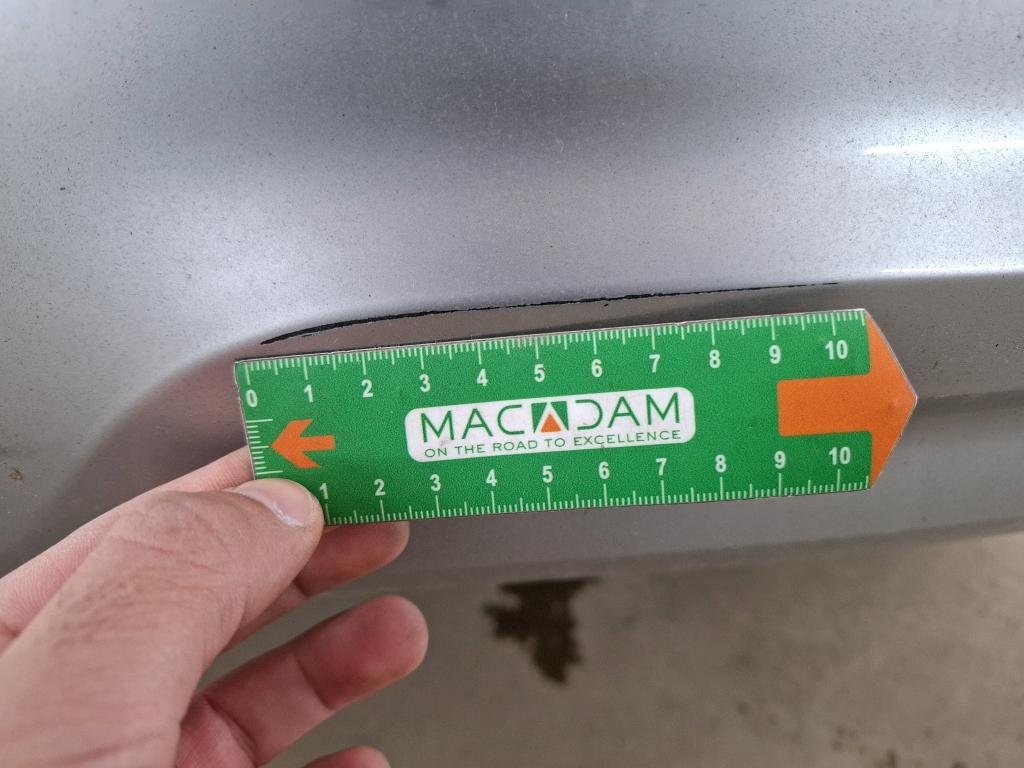 0 1 2 3 4 5 6 7 8 9 10
MACADAM
ON THE ROAD TO EXCELLENCE
1 2 3 4 5 6 7 8 9 10